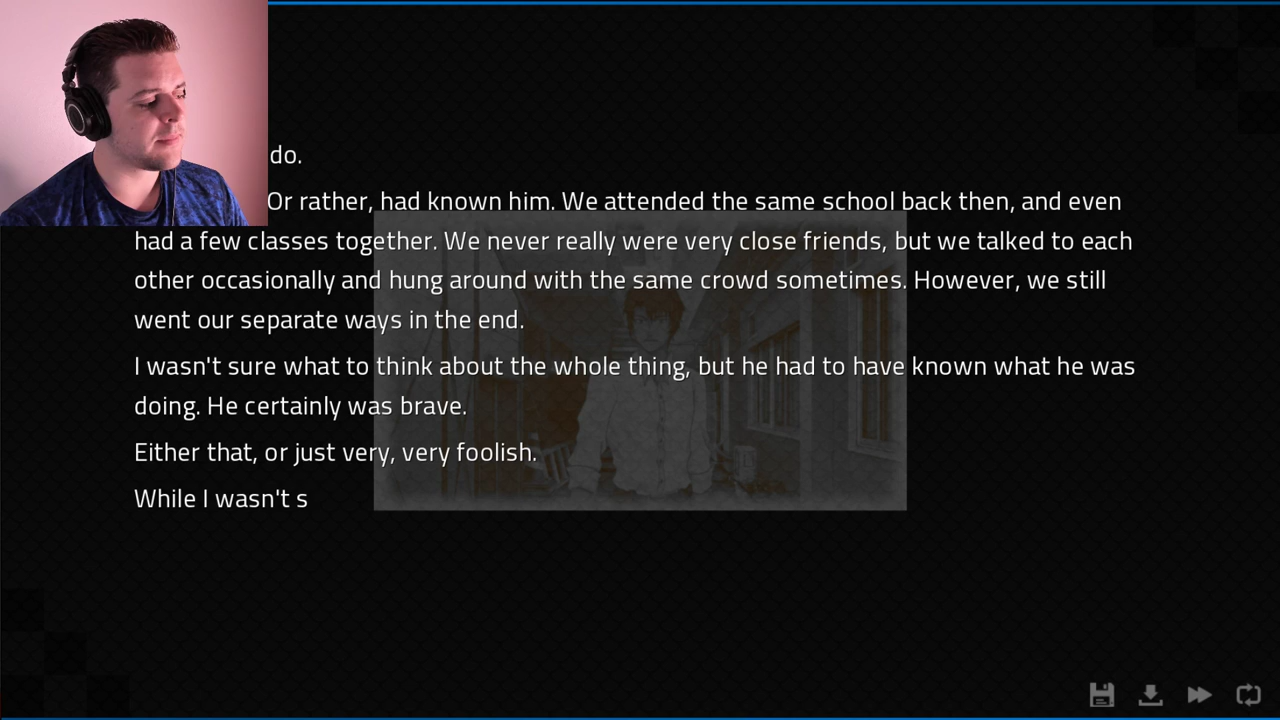 do.
Or rather, had known him. We attended the same school back then, and even
had a few classes together. We never really were very close friends, but we talked to each
other occasionally and hung around with the same crowd sometimes. However, we still
went our separate ways in the end.
I wasn't sure what to think about the whole thing, but he had to have known what he was
doing. He certainly was brave.
Either that, or just very, very foolish.
While I wasn't s